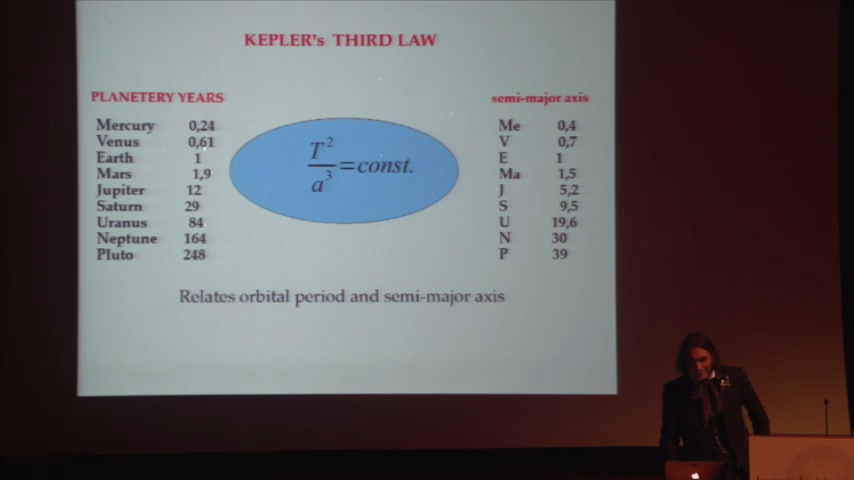 KEPLER's THIRD LAW
PLANETERY YEARS
Mercury 0,24
Venus 0,61
Earth 1
Mars 1,9
Jupiter 12
Saturn 29
Uranus 84
Neptune 164
Pluto 248
T²/a³ = const.
semi-major axis
Me 0,4
V 0,7
E 1
Ma 1,5
J 5,2
S 9,5
U 19,6
N 30
P 39
Relates orbital period and semi-major axis